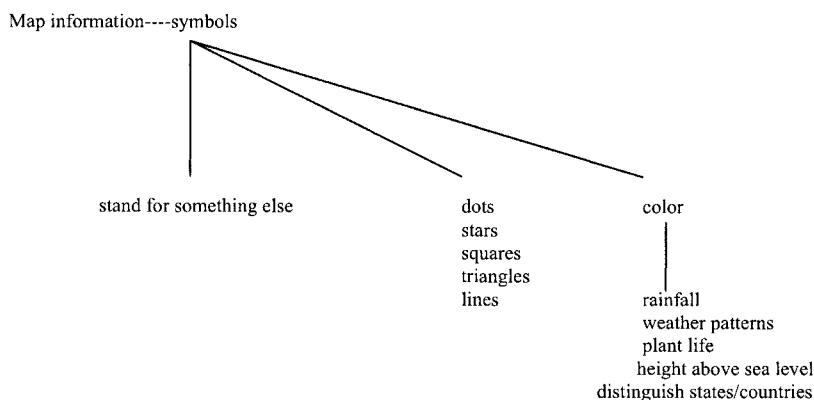 Map information----symbols
stand for something else
dots
stars
squares
triangles
lines
color
rainfall
weather patterns
plant life
height above sea level
distinguish states/countries